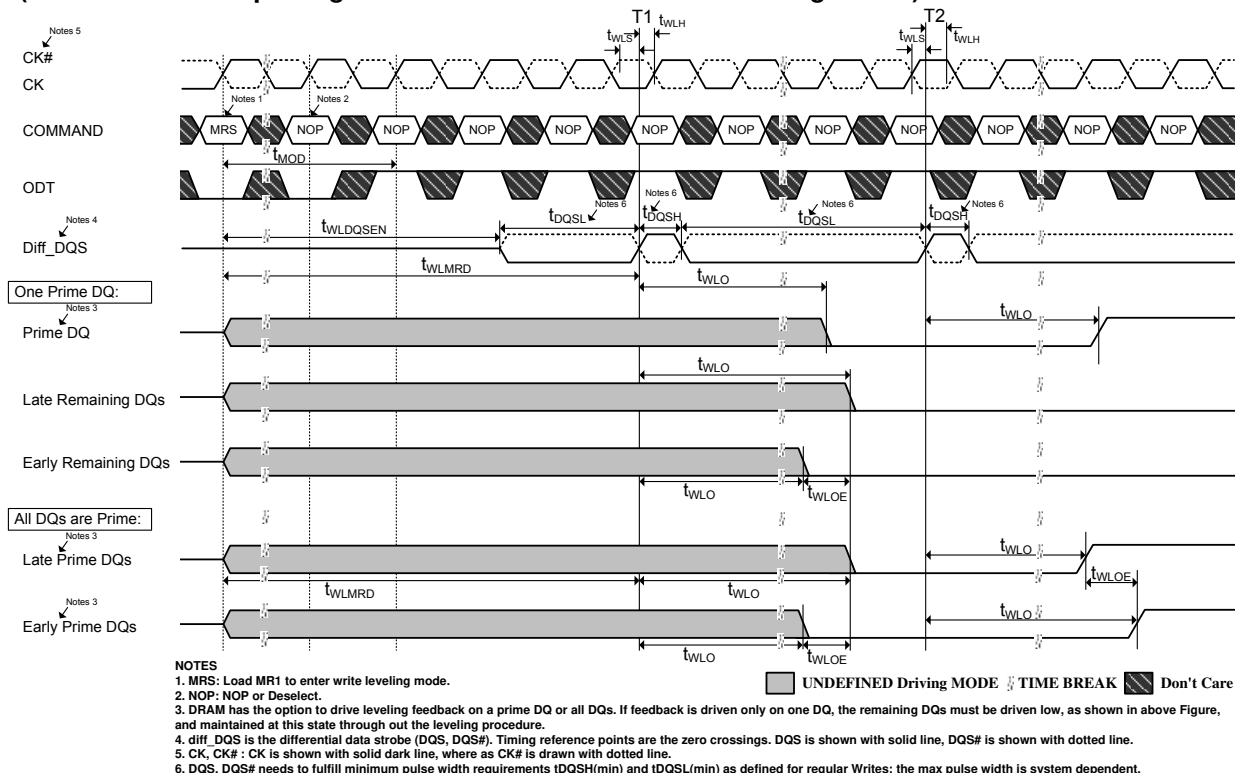 T1
T2
Notes 5
tWLS
tWLH
tWLS
tWLH
CK#
CK
Notes 1
Notes 2
COMMAND
MRS
NOP
NOP
NOP
NOP
NOP
NOP
NOP
NOP
NOP
NOP
NOP
tMOD
ODT
Notes 4
Diff_DQS
tWLDQSEN
Notes 6
tDQSL
Notes 6
tDQSH
Notes 6
tDQSL
Notes 6
tDQSH
tWLMRD
tWLO
One Prime DQ:
Notes 3
Prime DQ
tWLO
tWLO
Late Remaining DQs
Early Remaining DQs
tWLO
tWLOE
All DQs are Prime:
Notes 3
Late Prime DQs
tWLO
tWLOE
tWLMRD
tWLO
Notes 3
Early Prime DQs
tWLO
tWLO
tWLOE
NOTES
UNDEFINED Driving MODE
TIME BREAK
Don't Care
1. MRS: Load MR1 to enter write leveling mode.
2. NOP: NOP or Deselect.
3. DRAM has the option to drive leveling feedback on a prime DQ or all DQs. If feedback is driven only on one DQ, the remaining DQs must be driven low, as shown in above Figure,
and maintained at this state through out the leveling procedure.
4. diff_DQS is the differential data strobe (DQS, DQS#). Timing reference points are the zero crossings. DQS is shown with solid line, DQS# is shown with dotted line.
5. CK, CK# : CK is shown with solid dark line, where as CK# is drawn with dotted line.
6. DQS, DQS# needs to fulfill minimum pulse width requirements tDQSH(min) and tDQSL(min) as defined for regular Writes; the max pulse width is system dependent.